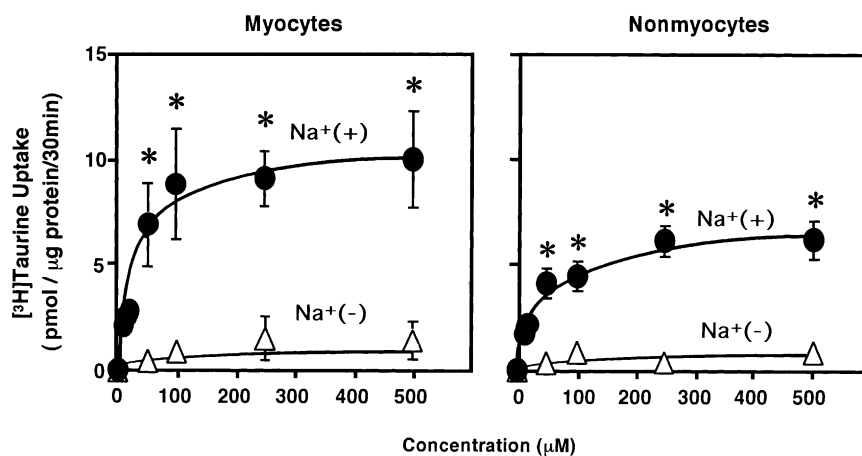 Myocytes
Nonmyocytes
[³H]Taurine Uptake
( pmol / μg protein/30min)
15
10
5
0
* * * *
Na⁺(+)
Na⁺(-)
0 100 200 300 400 500
* * * *
Na⁺(+)
Na⁺(-)
0
0 100 200 300 400 500
Concentration (μM)